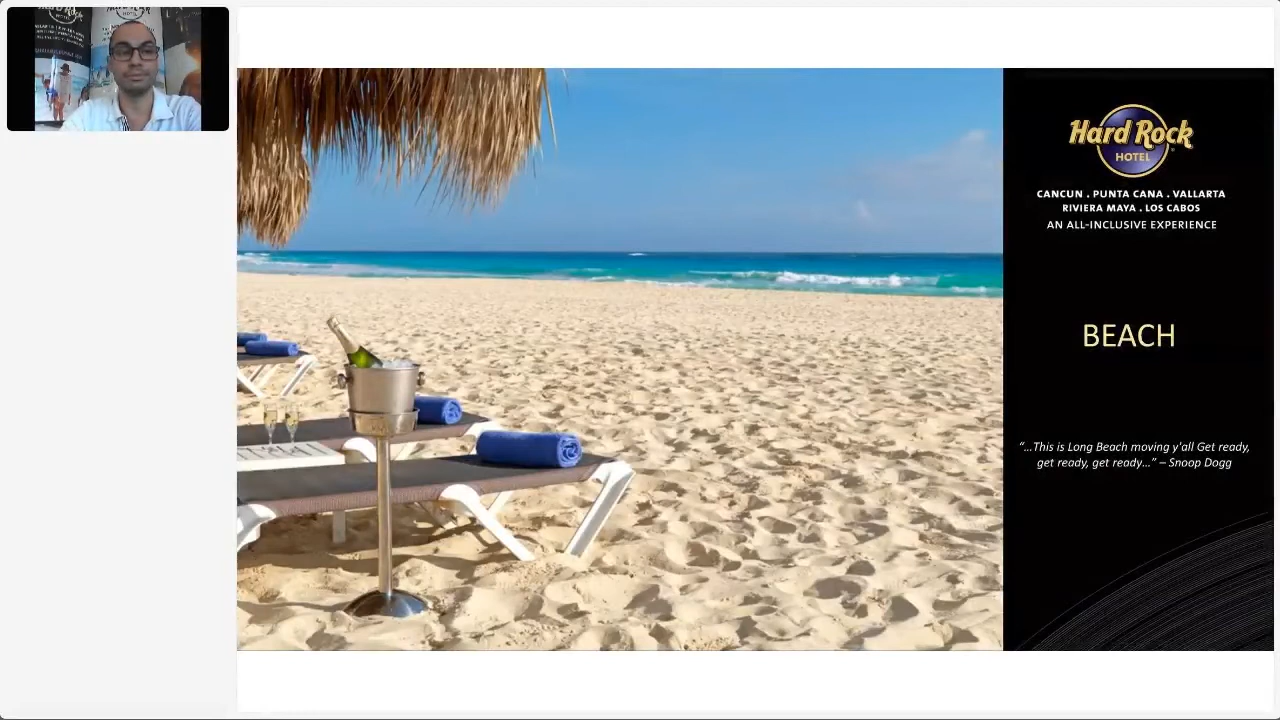 Hard Rock
HOTEL
CANCUN . PUNTA CANA . VALLARTA
RIVIERA MAYA . LOS CABOS
AN ALL-INCLUSIVE EXPERIENCE
BEACH
“...This is Long Beach moving y’all Get ready,
get ready, get ready...” – Snoop Dogg